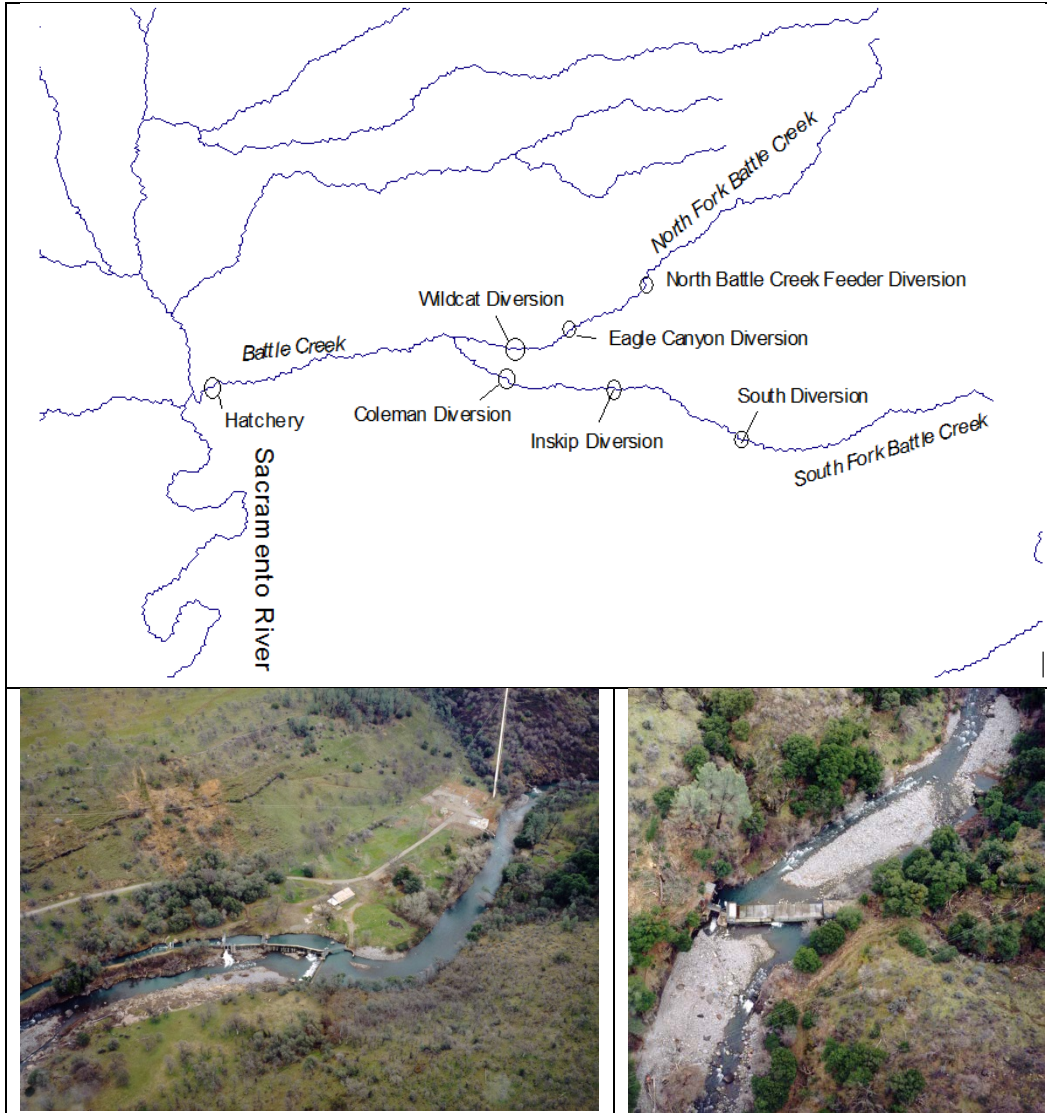 North Fork Battle Creek
North Battle Creek Feeder Diversion
Wildcat Diversion
Eagle Canyon Diversion
Battle Creek
Coleman Diversion
South Diversion
Hatchery
Inskip Diversion
South Fork Battle Creek
Sacramento River